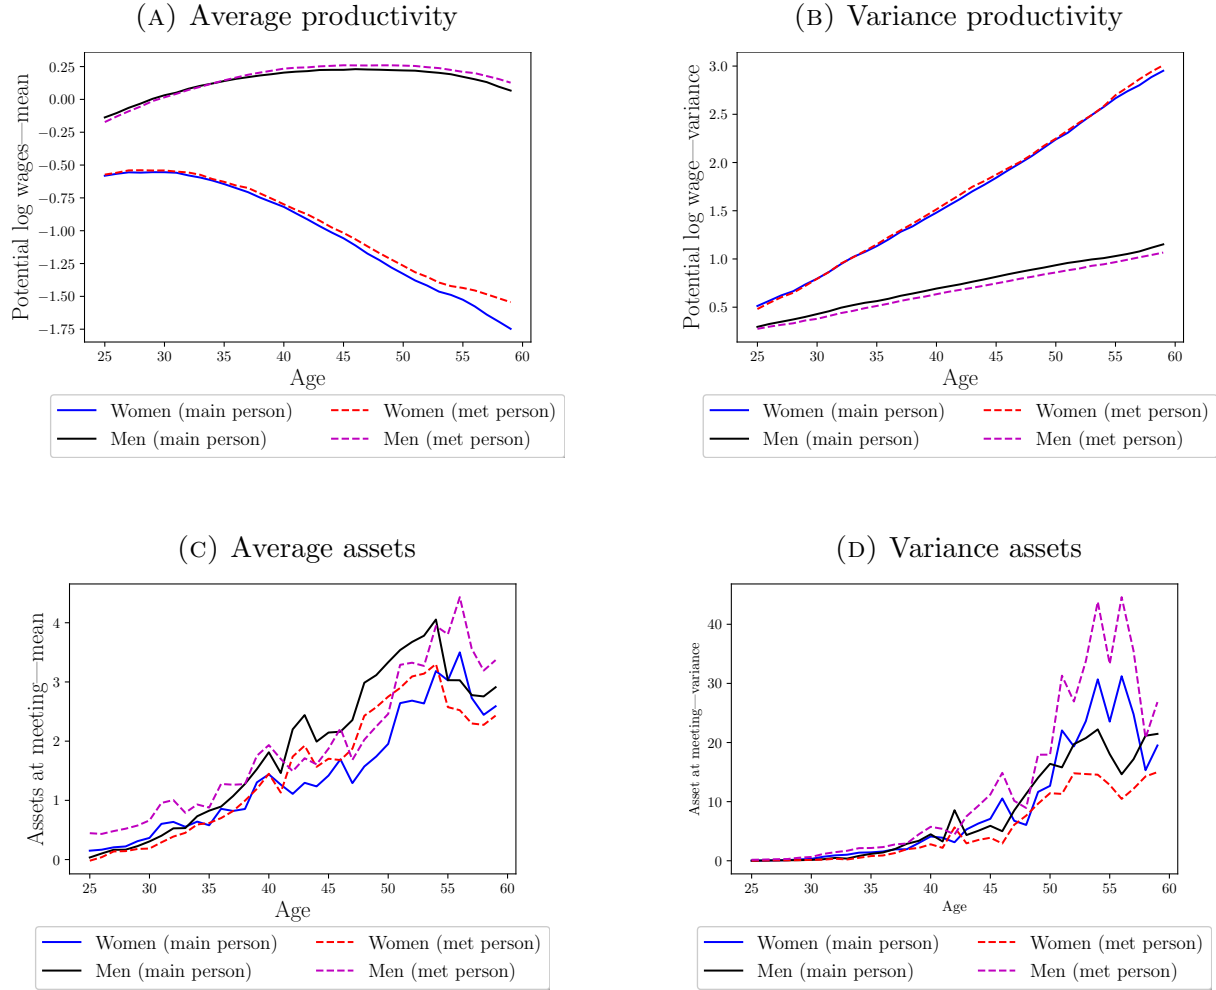 (A) Average productivity
Potential log wages—mean
0.25
0.00
−0.25
−0.50
−0.75
−1.00
−1.25
−1.50
−1.75
25 30 35 40 45 50 55 60
Age
Women (main person) Women (met person)
Men (main person) Men (met person)
(B) Variance productivity
Potential log wage—variance
3.0
2.5
2.0
1.5
1.0
0.5
25 30 35 40 45 50 55 60
Age
Women (main person) Women (met person)
Men (main person) Men (met person)
(C) Average assets
Assets at meeting—mean
4
3
2
1
0
25 30 35 40 45 50 55 60
Age
Women (main person) Women (met person)
Men (main person) Men (met person)
(D) Variance assets
Asset at meeting—variance
40
30
20
10
0
25 30 35 40 45 50 55 60
Age
Women (main person) Women (met person)
Men (main person) Men (met person)